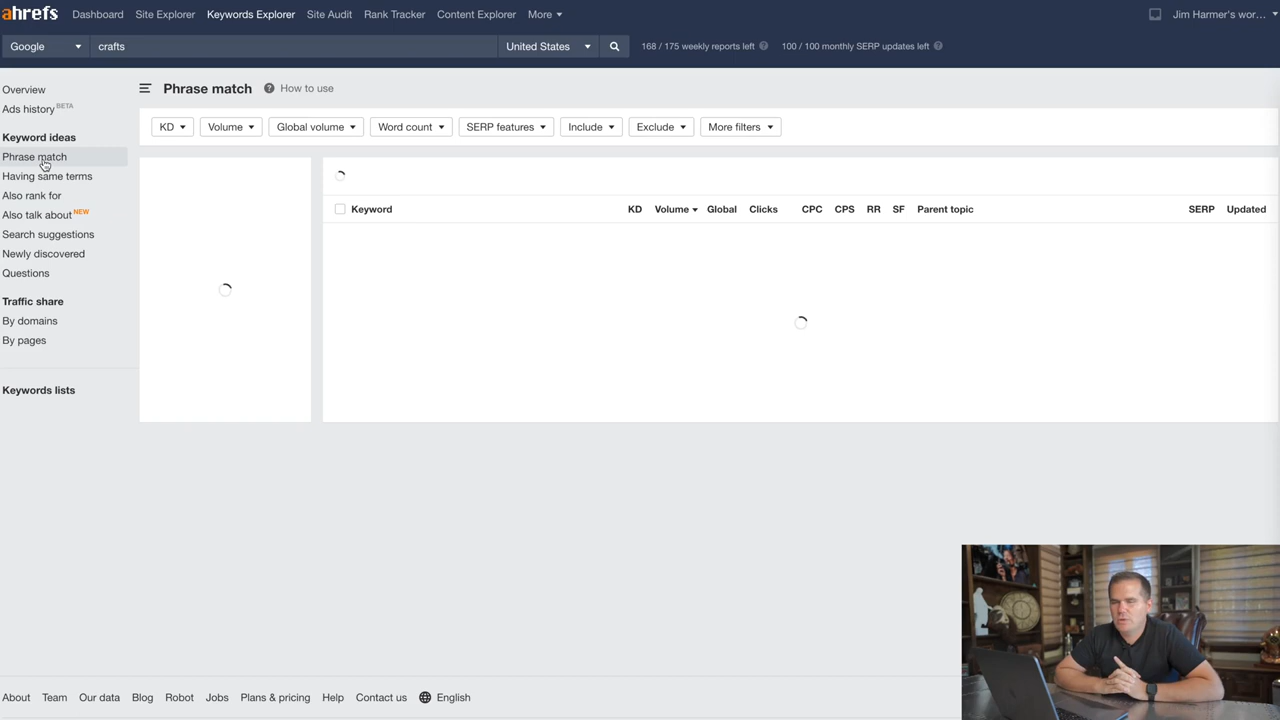 ahrefs Dashboard Site Explorer Keywords Explorer Site Audit Rank Tracker Content Explorer More Jim Harmer's wor...
Google crafts United States 168 / 175 weekly reports left ? 100 / 100 monthly SERP updates left ?
Overview
Ads history BETA
Keyword ideas
Phrase match
Having same terms
Also rank for
Also talk about NEW
Search suggestions
Newly discovered
Questions
Traffic share
By domains
By pages
Keywords lists
Phrase match ? How to use
KD Volume Global volume Word count SERP features Include Exclude More filters
Keyword KD Volume Global Clicks CPC CPS RR SF Parent topic SERP Updated
About Team Our data Blog Robot Jobs Plans & pricing Help Contact us English